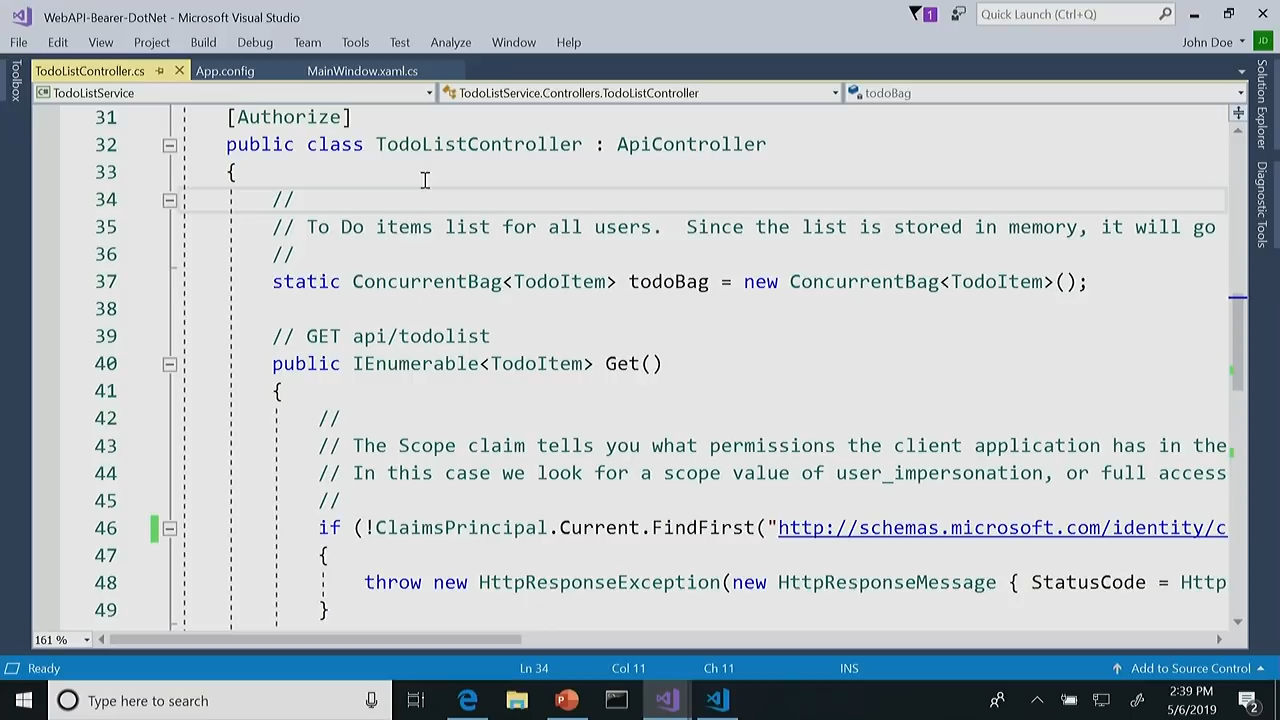 WebAPI-Bearer-DotNet - Microsoft Visual Studio
1
Quick Launch (Ctrl+Q)
File Edit View Project Build Debug Team Tools Test Analyze Window Help
John Doe
JD
TodoListController.cs App.config MainWindow.xaml.cs
Toolbox
Solution Explorer
Diagnostic Tools
TodoListService TodoListService.Controllers.TodoListController todoBag
31 [Authorize]
32 public class TodoListController : ApiController
33 {
34 //
35 // To Do items list for all users. Since the list is stored in memory, it will go
36 //
37 static ConcurrentBag<TodoItem> todoBag = new ConcurrentBag<TodoItem>();
38
39 // GET api/todolist
40 public IEnumerable<TodoItem> Get()
41 {
42 //
43 // The Scope claim tells you what permissions the client application has in the
44 // In this case we look for a scope value of user_impersonation, or full access
45 //
46 if (!ClaimsPrincipal.Current.FindFirst("http://schemas.microsoft.com/identity/c
47 {
48 throw new HttpResponseException(new HttpResponseMessage { StatusCode = Http
49 }
161 %
Ready Ln 34 Col 11 Ch 11 INS Add to Source Control
Type here to search
2:39 PM
5/6/2019
2